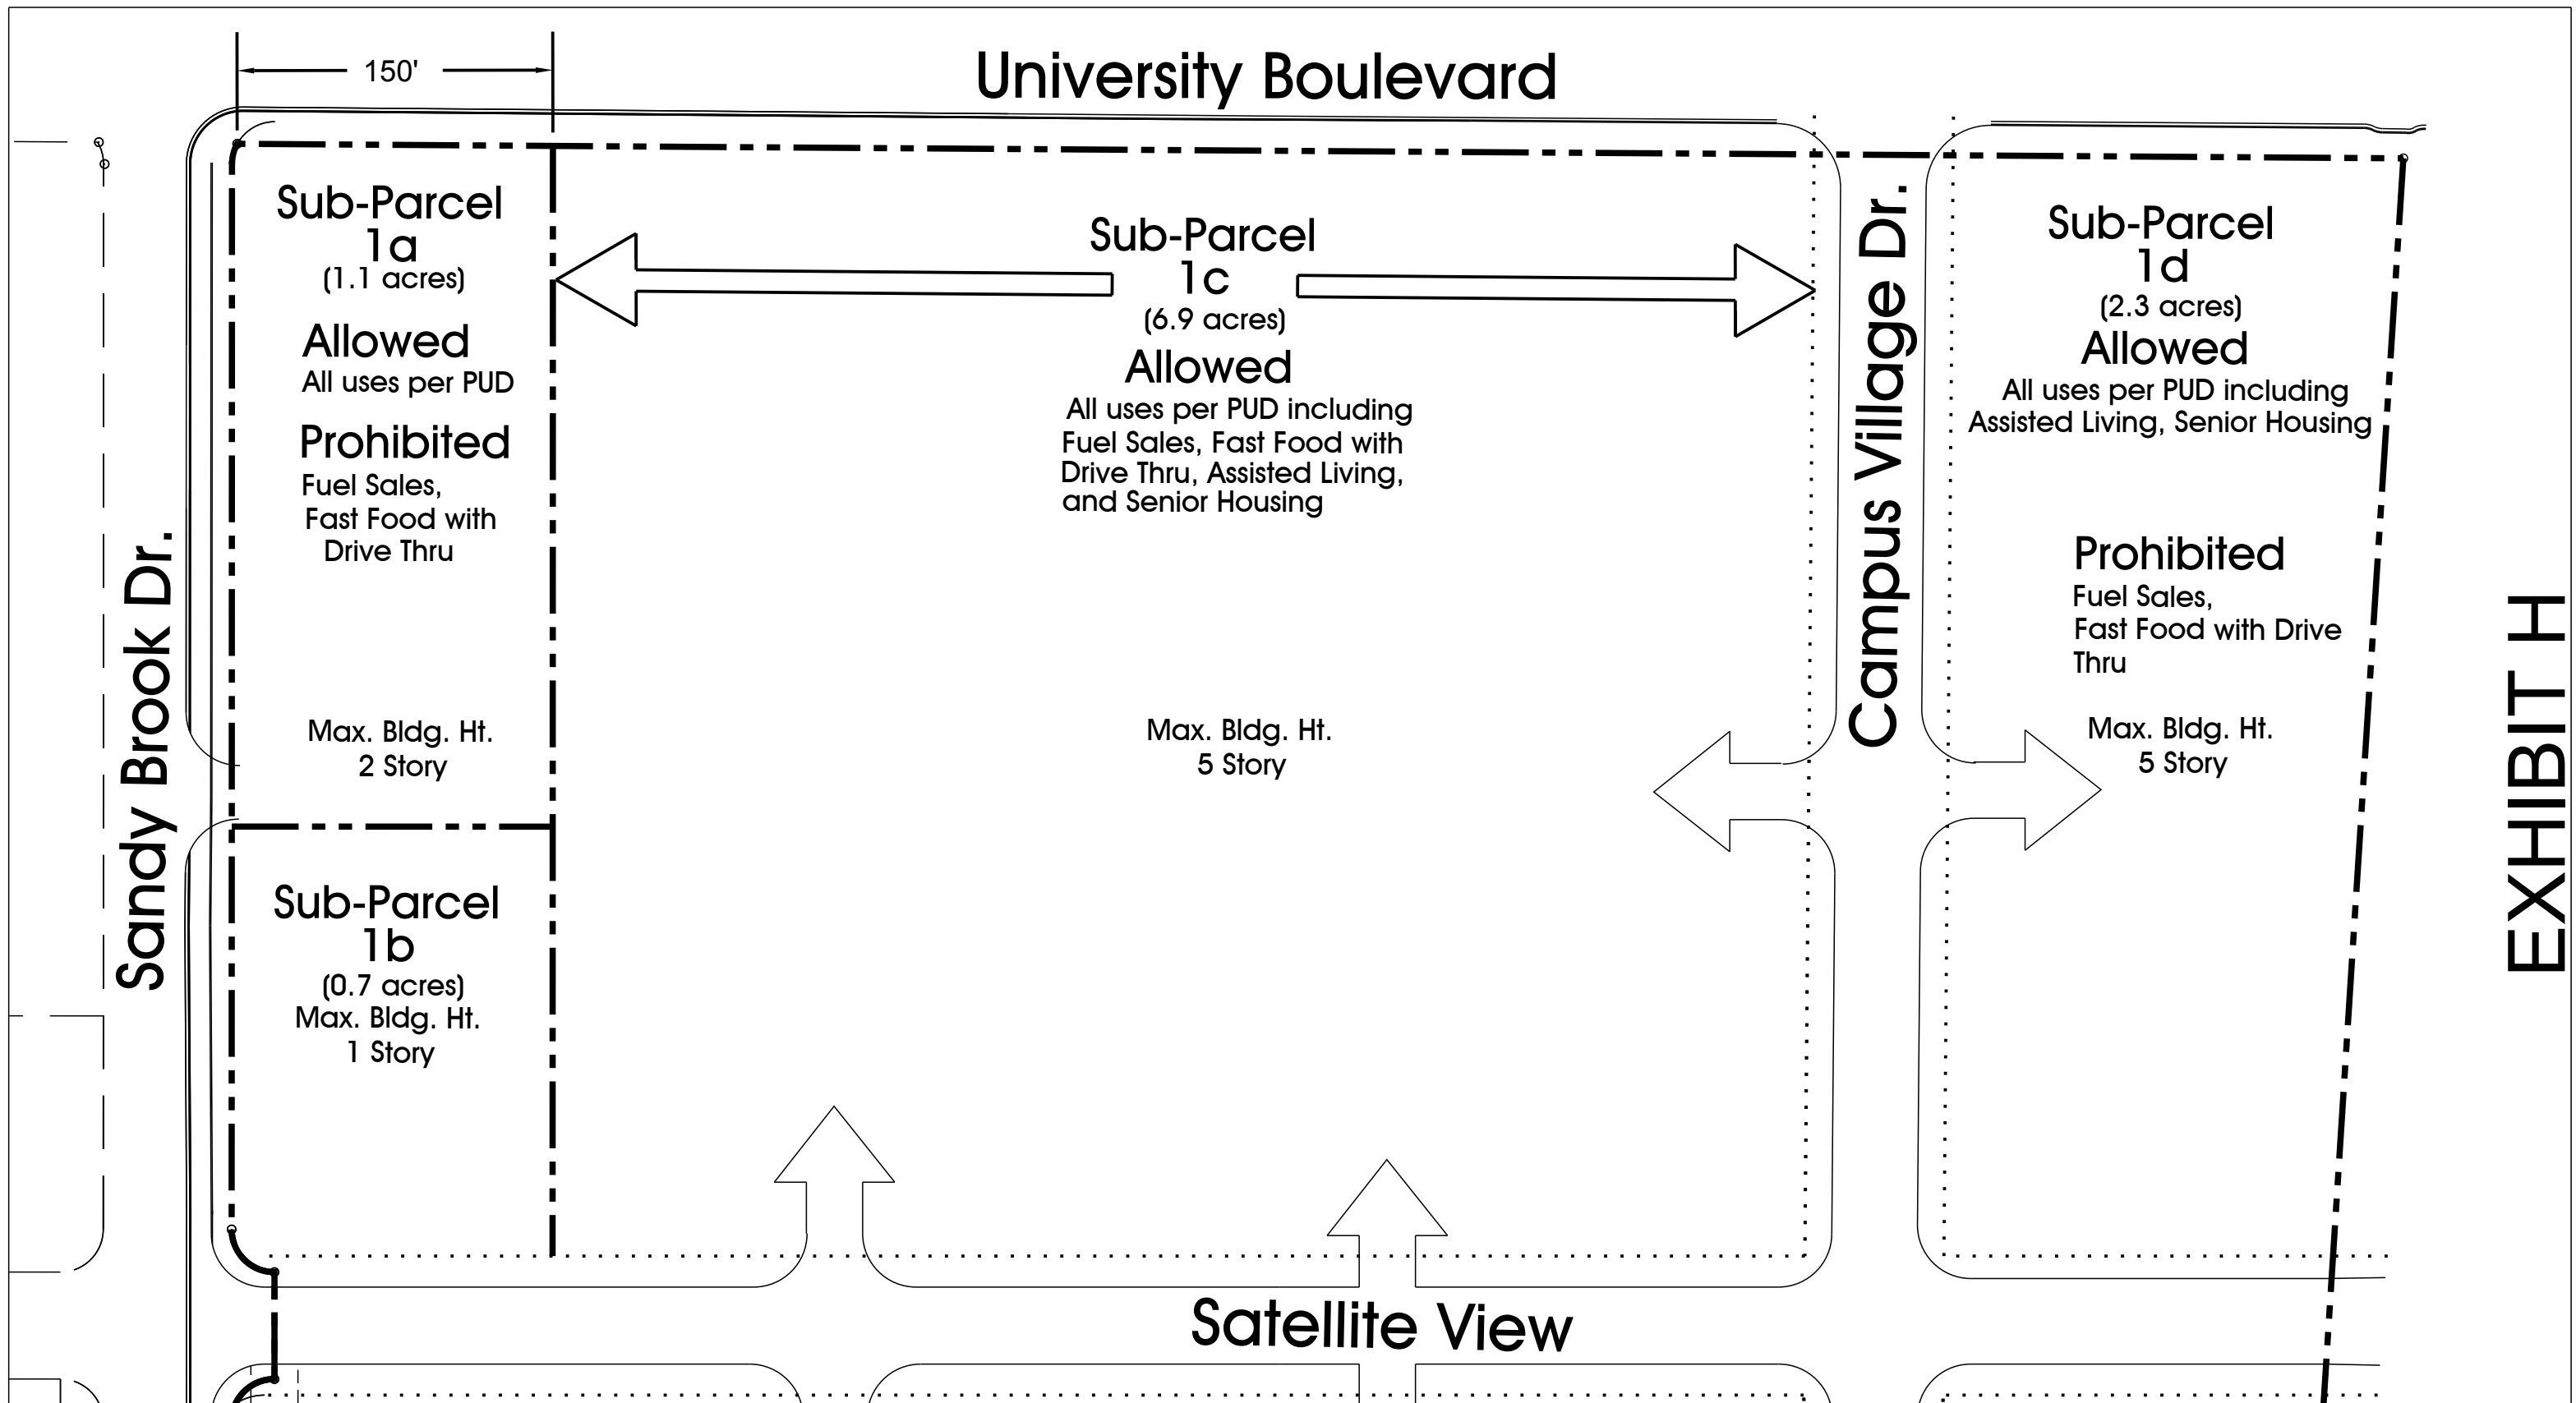 150'
University Boulevard
Sub-Parcel
1a
(1.1 acres)
Allowed
All uses per PUD
Prohibited
Fuel Sales,
Fast Food with
Drive Thru
Max. Bldg. Ht.
2 Story
Sub-Parcel
1b
(0.7 acres)
Max. Bldg. Ht.
1 Story
Sub-Parcel
1c
(6.9 acres)
Allowed
All uses per PUD including
Fuel Sales, Fast Food with
Drive Thru, Assisted Living,
and Senior Housing
Max. Bldg. Ht.
5 Story
Sub-Parcel
1d
(2.3 acres)
Allowed
All uses per PUD including
Assisted Living, Senior Housing
Prohibited
Fuel Sales,
Fast Food with Drive
Thru
Max. Bldg. Ht.
5 Story
Sandy Brook Dr.
Campus Village Dr.
Satellite View
EXHIBIT H